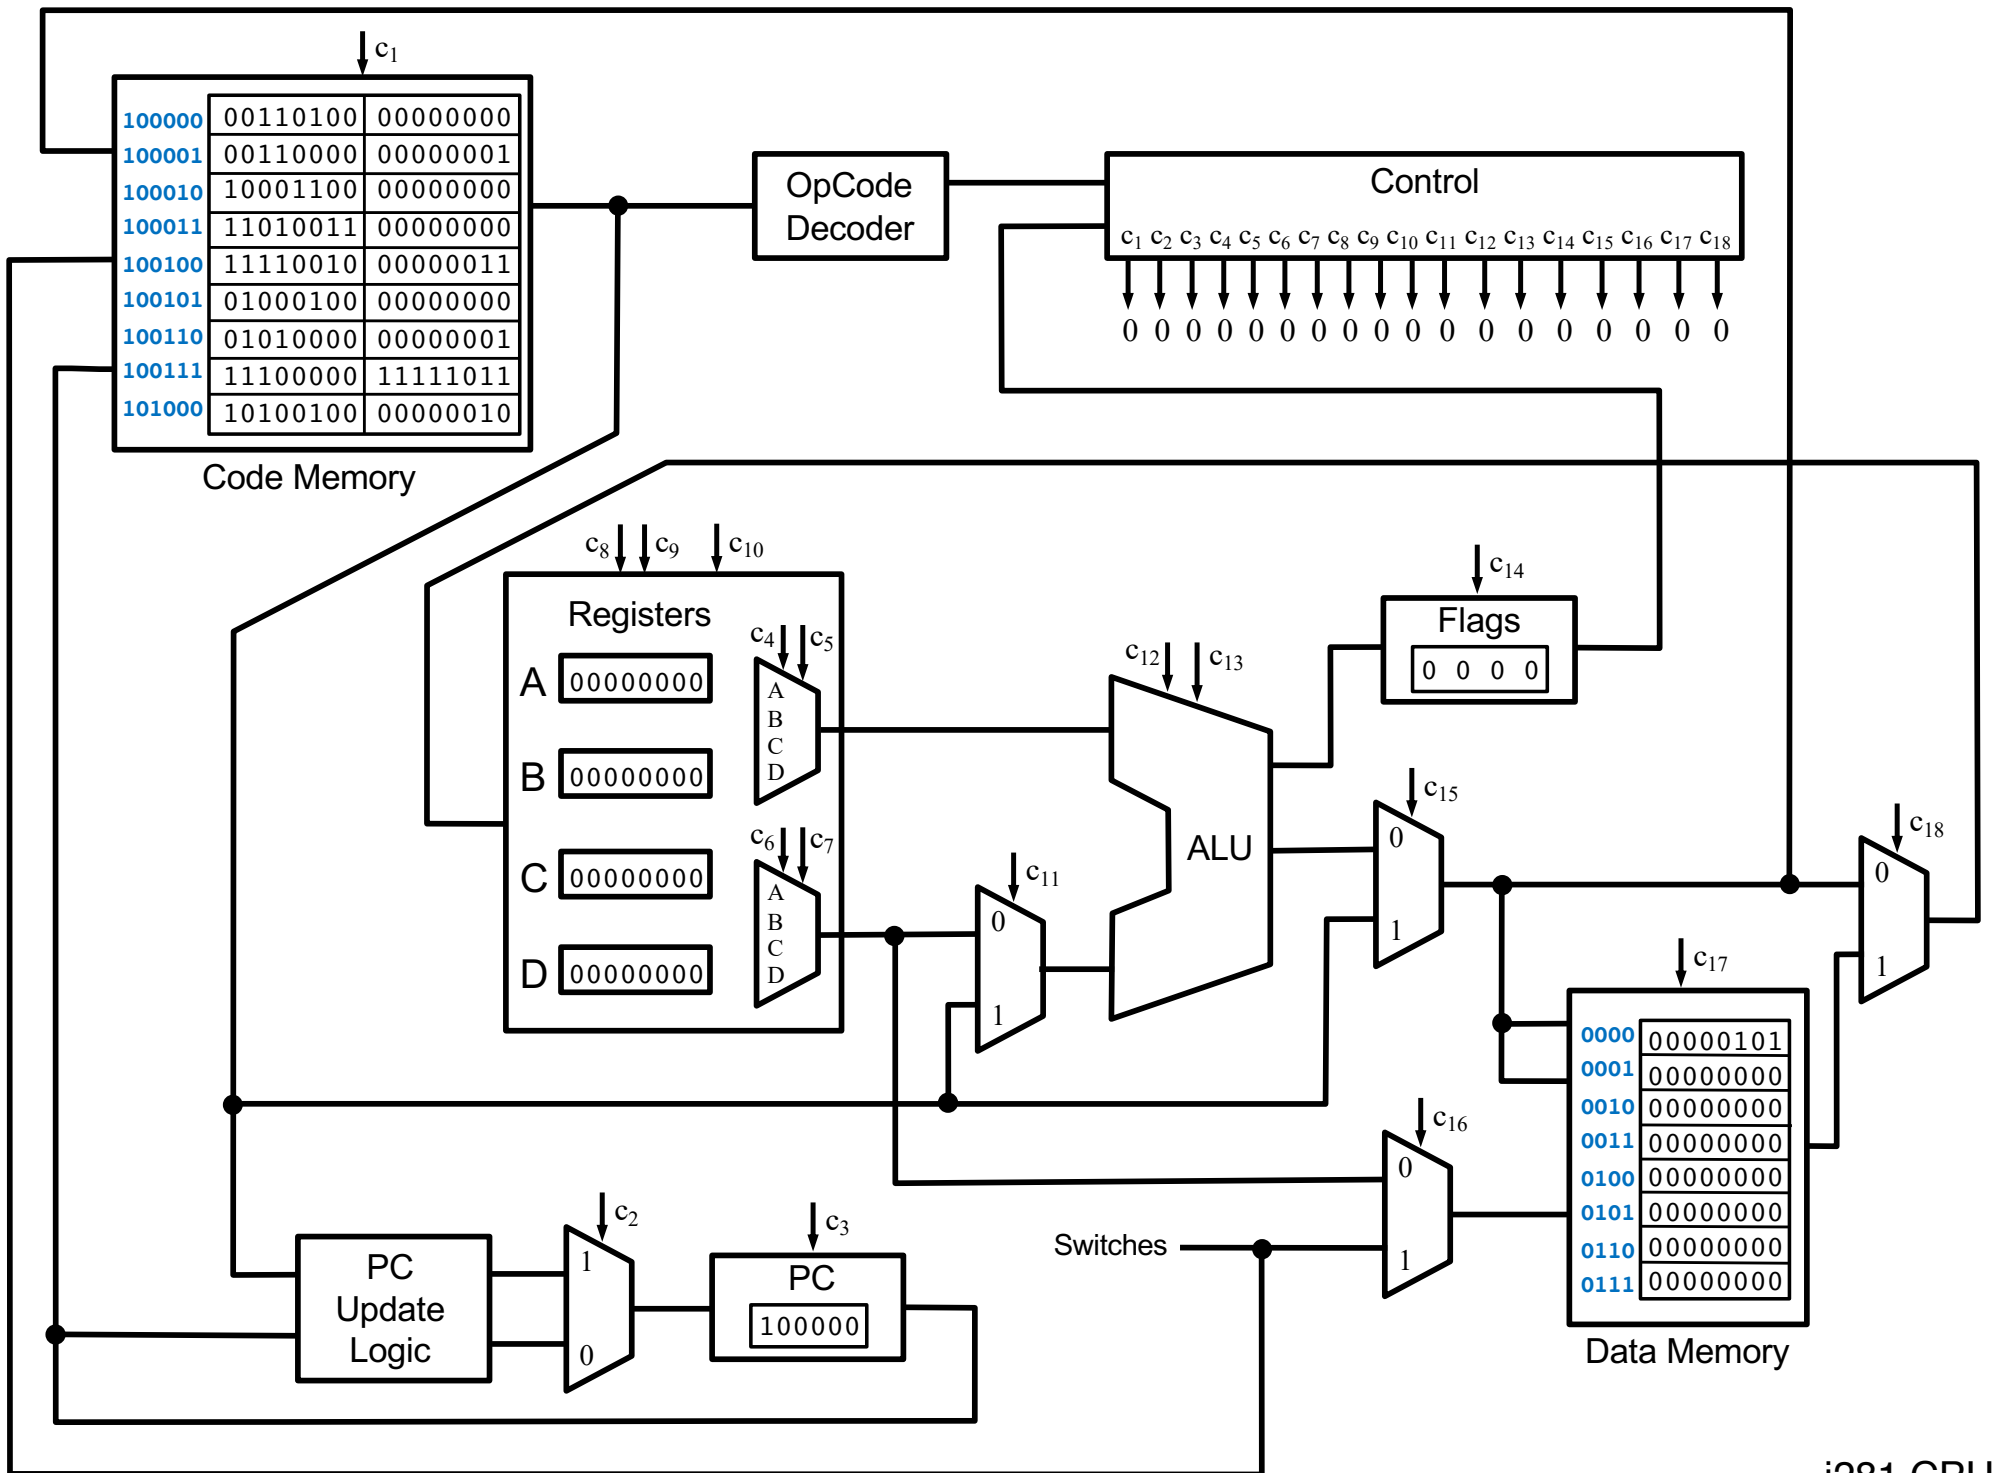 c1
100000 00110100 00000000
100001 00110000 00000001
100010 10001100 00000000
100011 11010011 00000000
100100 11110010 00000011
100101 01000100 00000000
100110 01010000 00000001
100111 11100000 11111011
101000 10100100 00000010
Code Memory
OpCode
Decoder
Control
c1 c2 c3 c4 c5 c6 c7 c8 c9 c10 c11 c12 c13 c14 c15 c16 c17 c18
0 0 0 0 0 0 0 0 0 0 0 0 0 0 0 0 0 0
c8 c9 c10
Registers
A 00000000
B 00000000
C 00000000
D 00000000
c4 c5
A
B
C
D
c6 c7
A
B
C
D
c11
0
1
c12 c13
ALU
c14
Flags
0 0 0 0
c15
0
1
c18
0
1
c17
0000 00000101
0001 00000000
0010 00000000
0011 00000000
0100 00000000
0101 00000000
0110 00000000
0111 00000000
Data Memory
c16
0
1
Switches
PC
Update
Logic
c2
1
0
c3
PC
100000